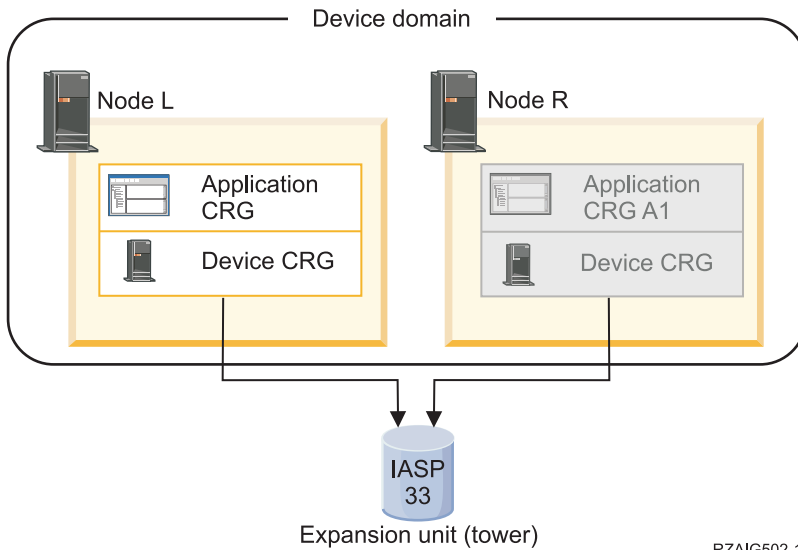 Device domain
Node L
Node R
Application
CRG
Device CRG
Application
CRG A1
Device CRG
IASP
33
Expansion unit (tower)